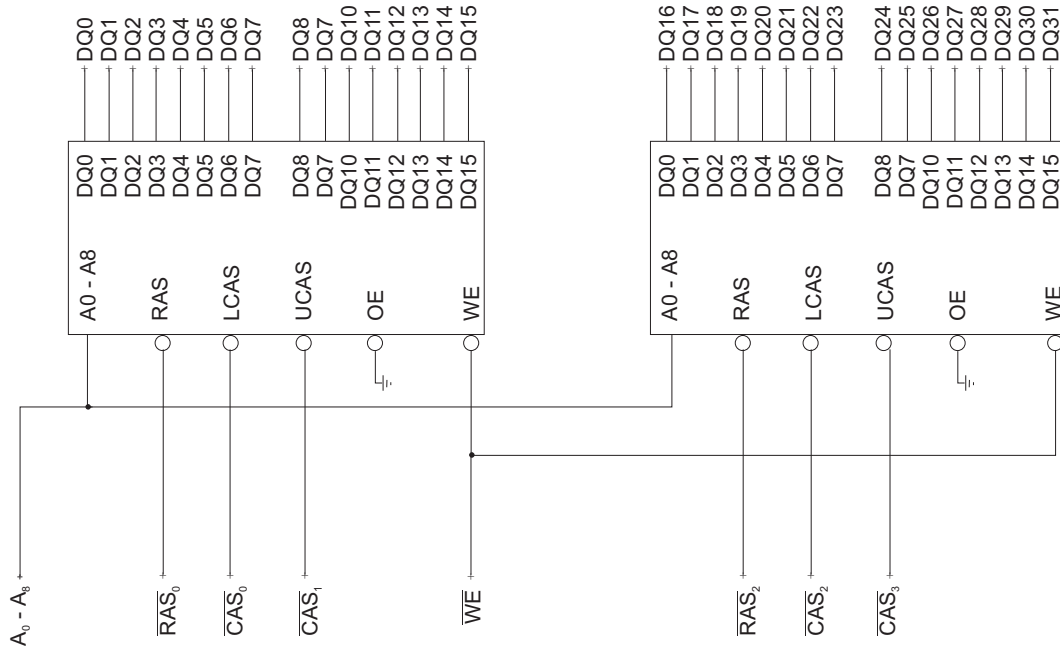 DQ0
DQ1
DQ2
DQ3
DQ4
DQ5
DQ6
DQ7
DQ8
DQ7
DQ10
DQ11
DQ12
DQ13
DQ14
DQ15
DQ16
DQ17
DQ18
DQ19
DQ20
DQ21
DQ22
DQ23
DQ24
DQ25
DQ26
DQ27
DQ28
DQ29
DQ30
DQ31
DQ0
DQ1
DQ2
DQ3
DQ4
DQ5
DQ6
DQ7
DQ8
DQ7
DQ10
DQ11
DQ12
DQ13
DQ14
DQ15
DQ0
DQ1
DQ2
DQ3
DQ4
DQ5
DQ6
DQ7
DQ8
DQ7
DQ10
DQ11
DQ12
DQ13
DQ14
DQ15
A0 - A8
RAS
LCAS
UCAS
OE
WE
A0 - A8
RAS
LCAS
UCAS
OE
WE
A₀ - A₈
RAS₀
CAS₀
CAS₁
WE
RAS₂
CAS₂
CAS₃